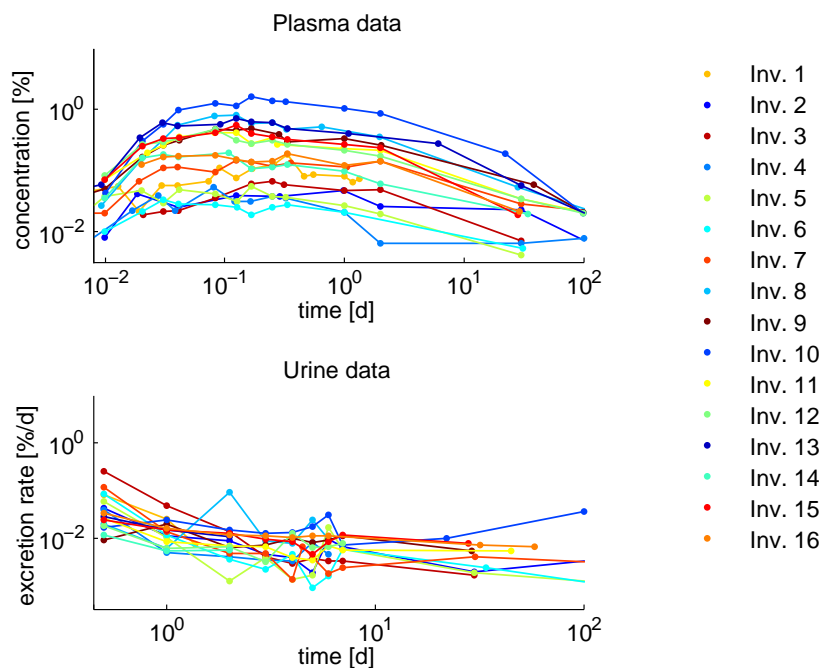 Plasma data
concentration [%]
10^0
10^-2
10^-2
10^-1
10^0
10^1
10^2
time [d]
Urine data
excretion rate [%/d]
10^0
10^-2
10^0
10^1
10^2
time [d]
Inv. 1
Inv. 2
Inv. 3
Inv. 4
Inv. 5
Inv. 6
Inv. 7
Inv. 8
Inv. 9
Inv. 10
Inv. 11
Inv. 12
Inv. 13
Inv. 14
Inv. 15
Inv. 16